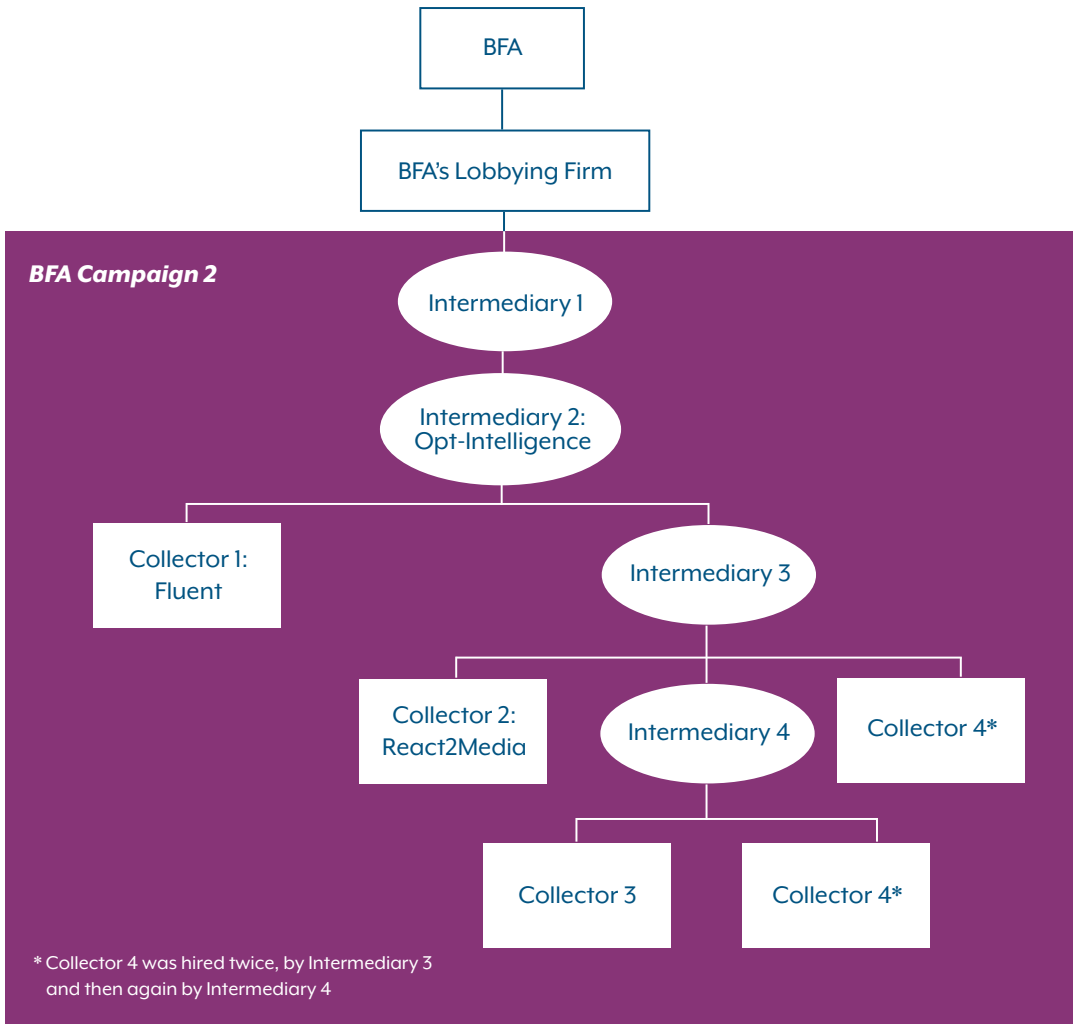 BFA
BFA’s Lobbying Firm
BFA Campaign 2
Intermediary 1
Intermediary 2:
Opt-Intelligence
Collector 1:
Fluent
Intermediary 3
Collector 2:
React2Media
Intermediary 4
Collector 4*
Collector 3
Collector 4*
* Collector 4 was hired twice, by Intermediary 3
and then again by Intermediary 4